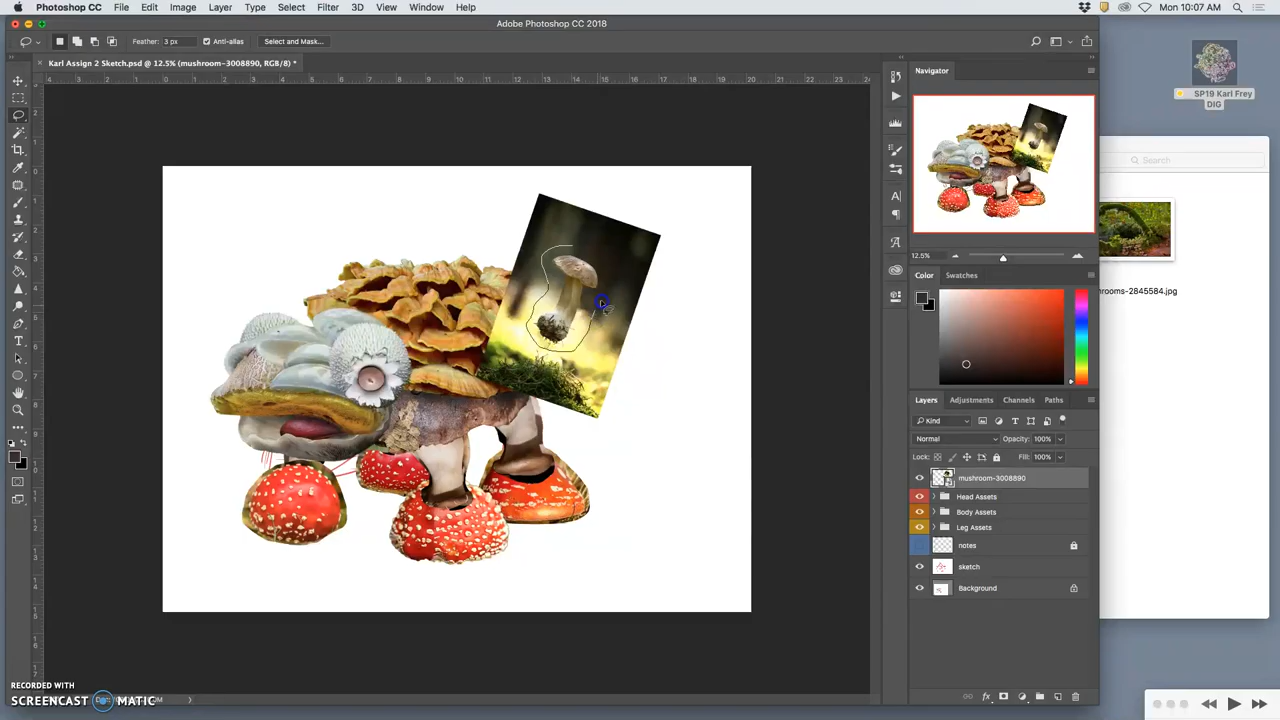 Photoshop CC File Edit Image Layer Type Select Filter 3D View Window Help
Mon 10:07 AM
Adobe Photoshop CC 2018
Feather: 3 px Anti-alias Select and Mask...
Karl Assign 2 Sketch.psd @ 12.5% (mushroom-3008890, RGB/8) *
Navigator
SP19 Karl Frey
DIG
Search
12.5%
Color Swatches
rooms-2845584.jpg
Layers Adjustments Channels Paths
Kind
Normal Opacity: 100%
Lock: Fill: 100%
mushroom-3008890
Head Assets
Body Assets
Leg Assets
notes
sketch
Background
RECORDED WITH
SCREENCAST MATIC